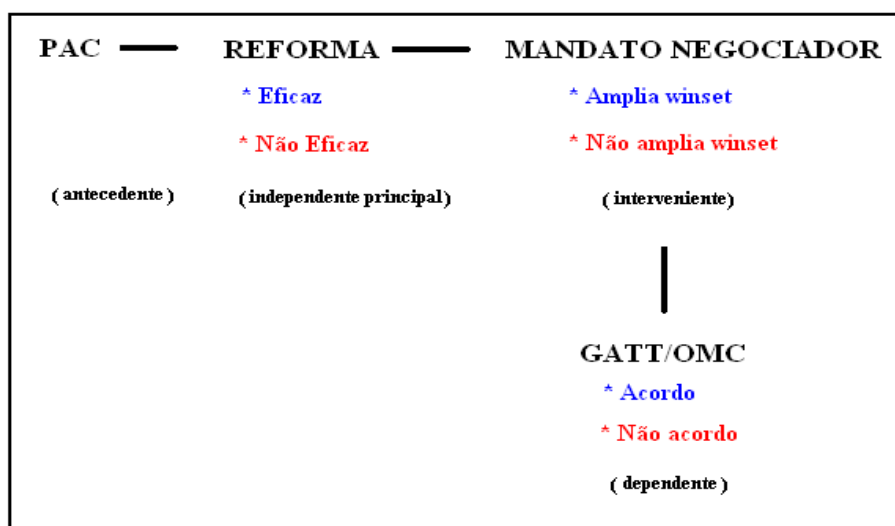 PAC REFORMA MANDATO NEGOCIADOR
* Eficaz * Amplia winset
* Não Eficaz * Não amplia winset
( antecedente ) ( independente principal ) ( interveniente )
GATT/OMC
* Acordo
* Não acordo
( dependente )